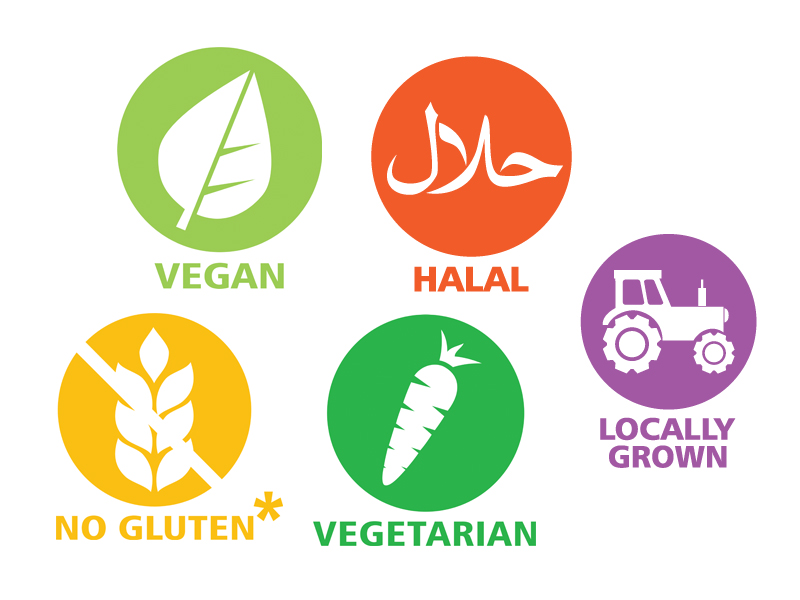 حلال
VEGAN
HALAL
NO GLUTEN*
VEGETARIAN
LOCALLY
GROWN